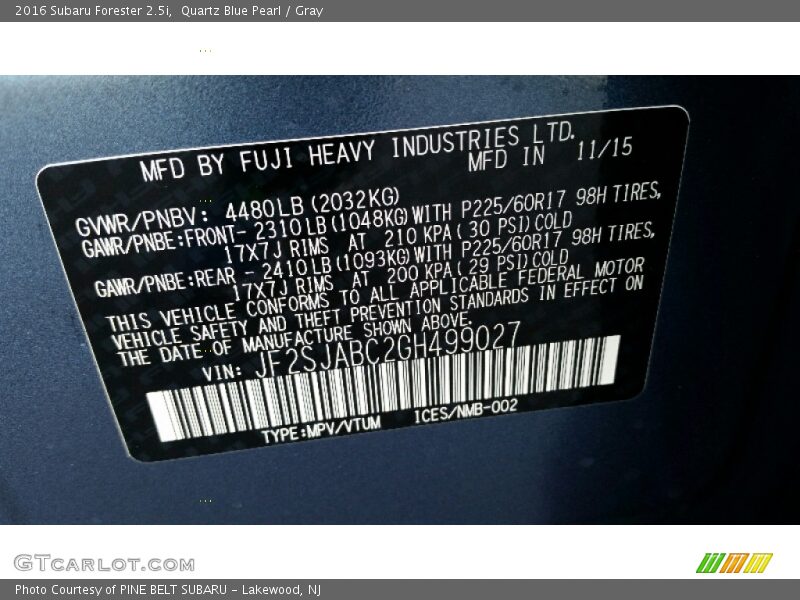 2016 Subaru Forester 2.5i,  Quartz Blue Pearl / Gray
MFD BY FUJI HEAVY INDUSTRIES LTD.
MFD IN 11/15
GVWR/PNBV: 4480LB (2032KG)
GAWR/PNBE:FRONT- 2310LB (1048KG) WITH P225/60R17 98H TIRES,
17X7J RIMS AT 210 KPA ( 30 PSI) COLD
GAWR/PNBE:REAR - 2410LB (1093KG) WITH P225/60R17 98H TIRES,
17X7J RIMS AT 200 KPA ( 29 PSI) COLD
THIS VEHICLE CONFORMS TO ALL APPLICABLE FEDERAL MOTOR
VEHICLE SAFETY AND THEFT PREVENTION STANDARDS IN EFFECT ON
THE DATE OF MANUFACTURE SHOWN ABOVE.
VIN: JF2SJABC2GH499027
TYPE:MPV/VTUM ICES/NMB-002
GTCarlot.com
Photo Courtesy of PINE BELT SUBARU - Lakewood, NJ